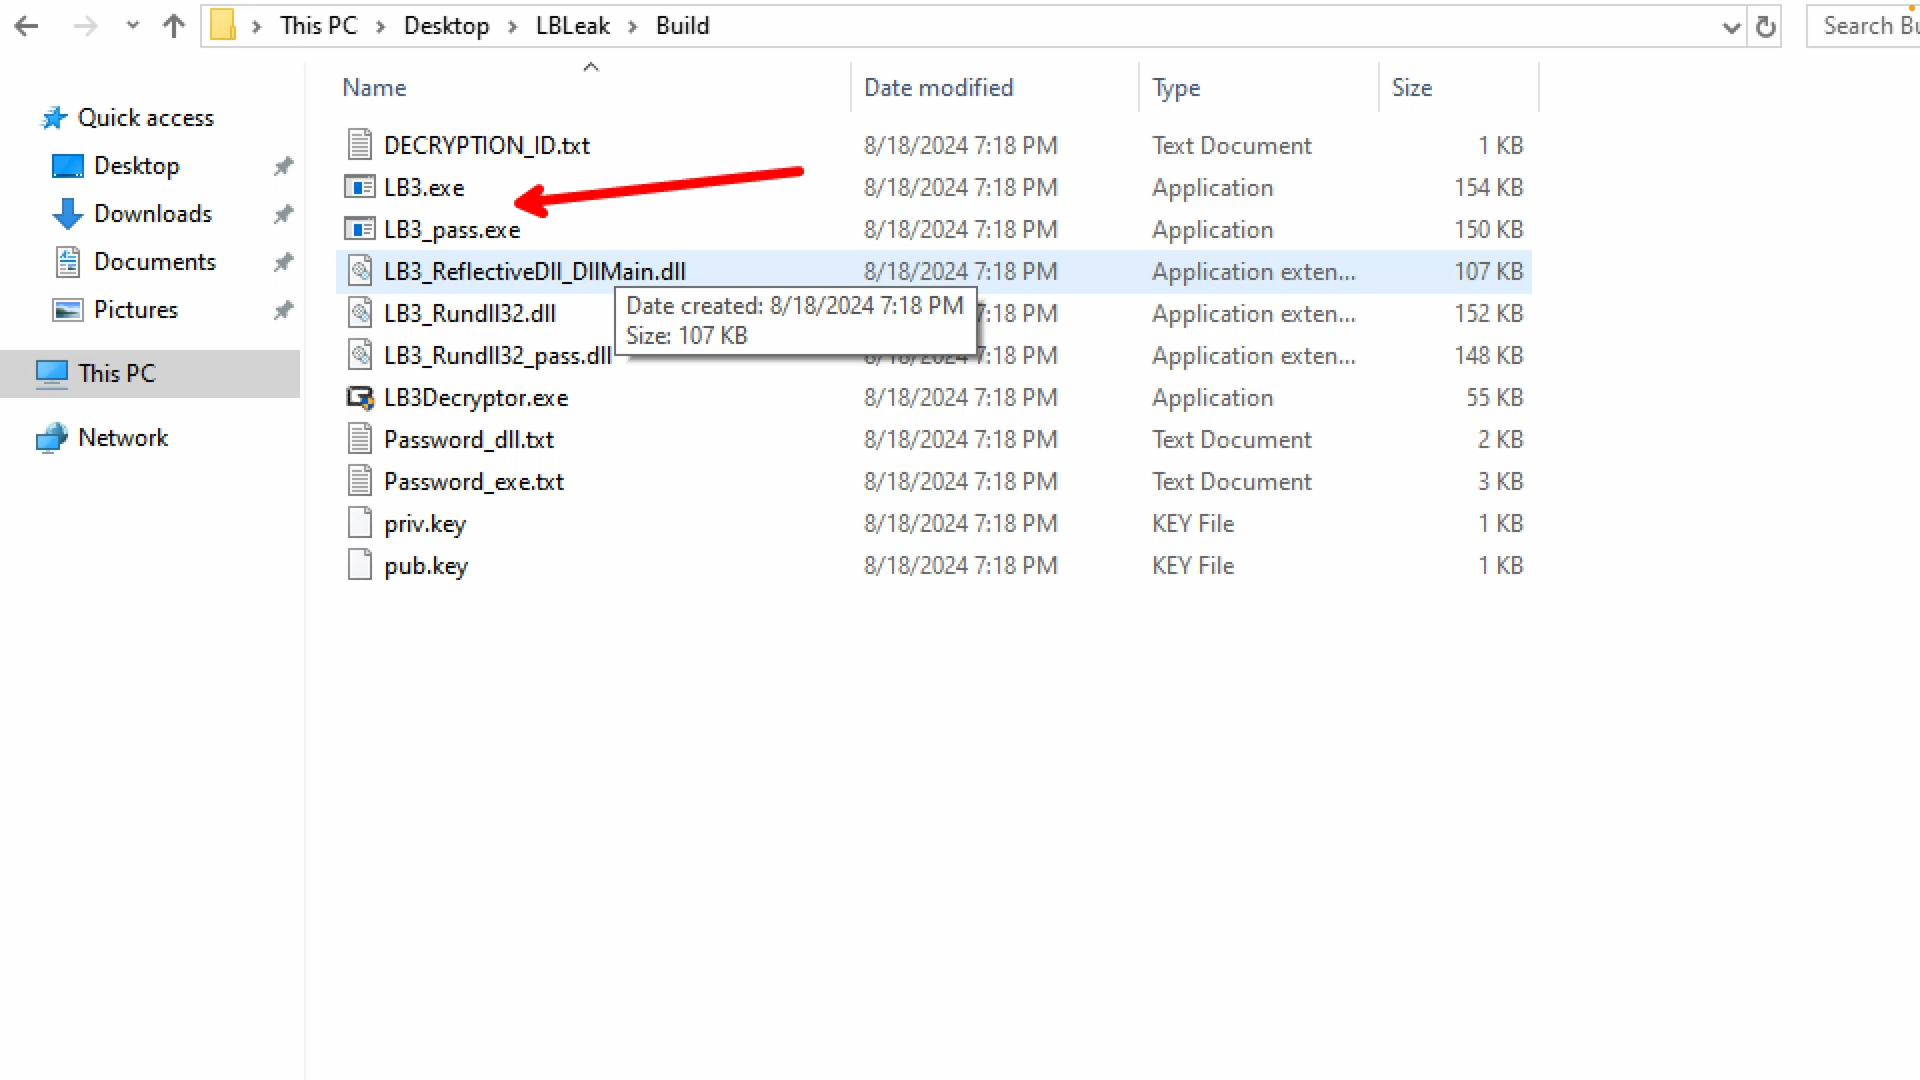 This PC > Desktop > LBLeak > Build
Search Bu
Name Date modified Type Size
Quick access
Desktop
Downloads
Documents
Pictures
This PC
Network
DECRYPTION_ID.txt 8/18/2024 7:18 PM Text Document 1 KB
LB3.exe 8/18/2024 7:18 PM Application 154 KB
LB3_pass.exe 8/18/2024 7:18 PM Application 150 KB
LB3_ReflectiveDll_DllMain.dll 8/18/2024 7:18 PM Application exten... 107 KB
Date created: 8/18/2024 7:18 PM
Size: 107 KB
LB3_Rundll32.dll 7:18 PM Application exten... 152 KB
LB3_Rundll32_pass.dll 8/18/2024 7:18 PM Application exten... 148 KB
LB3Decryptor.exe 8/18/2024 7:18 PM Application 55 KB
Password_dll.txt 8/18/2024 7:18 PM Text Document 2 KB
Password_exe.txt 8/18/2024 7:18 PM Text Document 3 KB
priv.key 8/18/2024 7:18 PM KEY File 1 KB
pub.key 8/18/2024 7:18 PM KEY File 1 KB